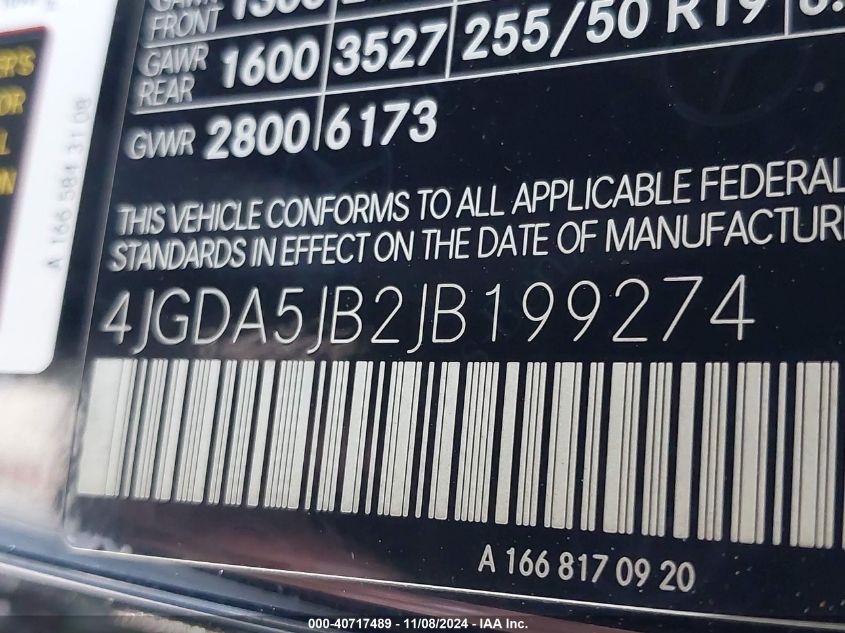 GAWR
FRONT
GAWR
REAR 1600 3527 255/50 R19
GVWR 2800 6173
THIS VEHICLE CONFORMS TO ALL APPLICABLE FEDERAL
STANDARDS IN EFFECT ON THE DATE OF MANUFACTUR
4JGDA5JB2JB199274
A 166 817 09 20
A 166 584 31 08
000-40717489 - 11/08/2024 - IAA Inc.